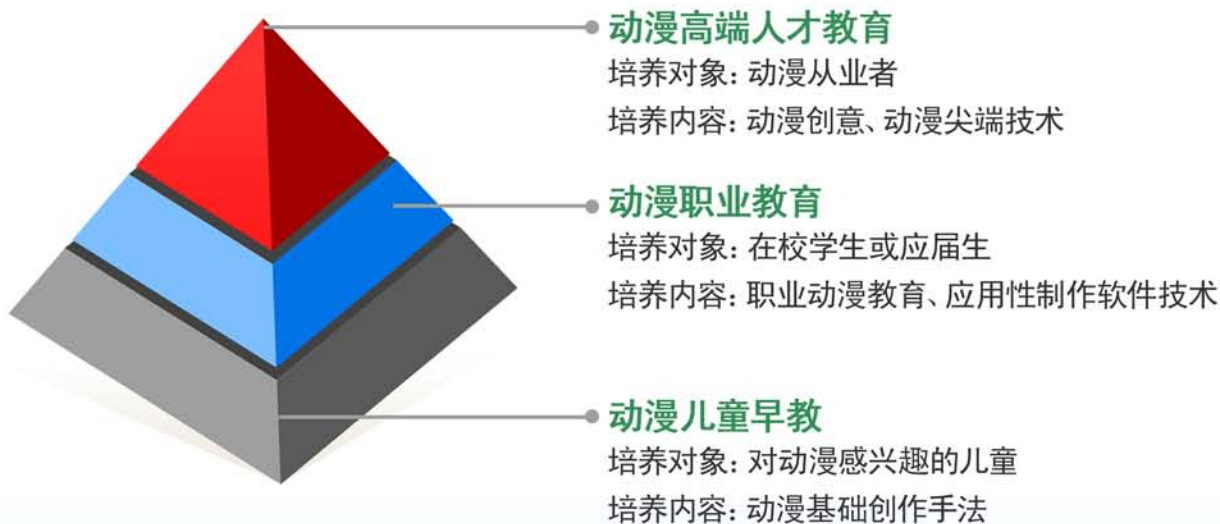 动漫高端人才教育
培养对象：动漫从业者
培养内容：动漫创意、动漫尖端技术
动漫职业教育
培养对象：在校学生或应届生
培养内容：职业动漫教育、应用性制作软件技术
动漫儿童早教
培养对象：对动漫感兴趣的儿童
培养内容：动漫基础创作手法